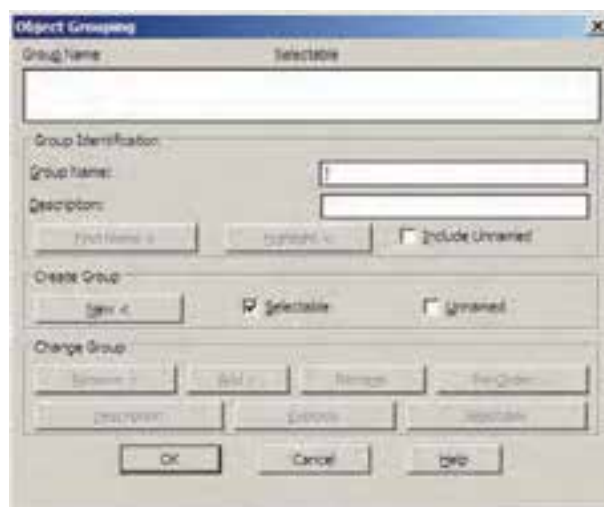 Object Grouping
Group Name Selectable
Group Identification
Group Name:
Description:
Find Name < Highlight < Include Unnamed
Create Group
New < Selectable Unnamed
Change Group
Remove < Add < Rename Re-Order...
Description Explode Selectable
OK Cancel Help